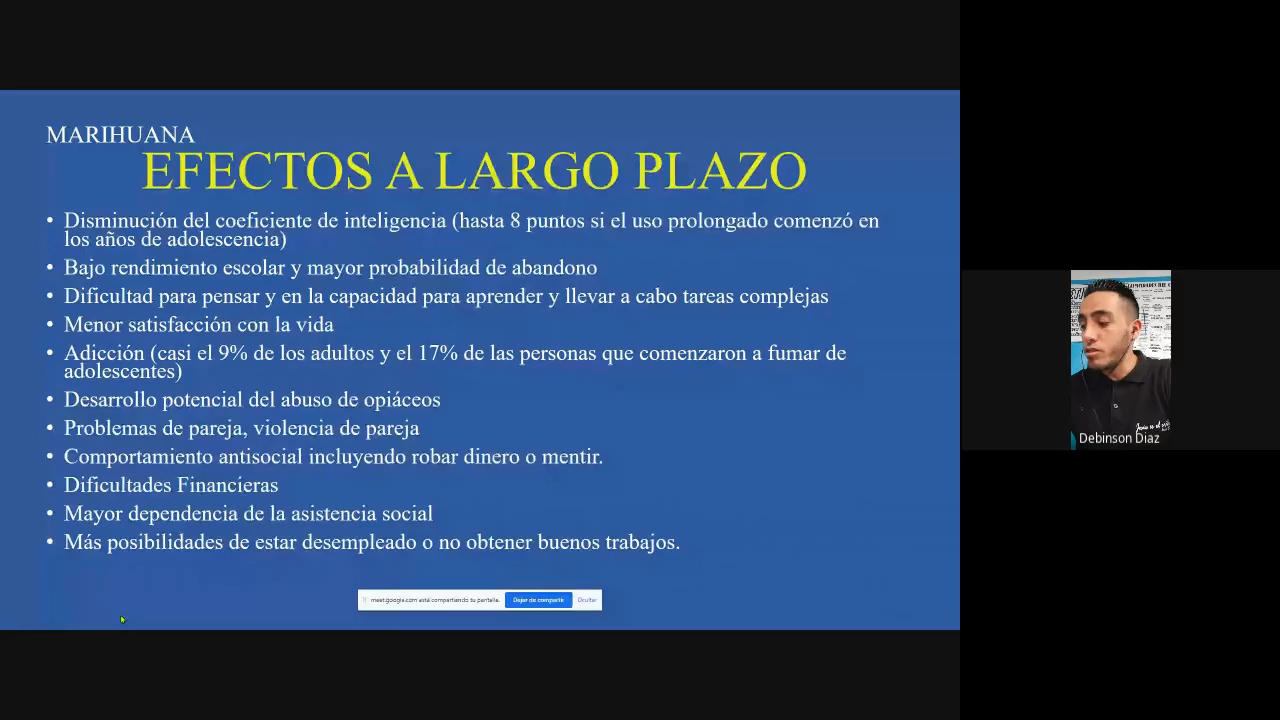 MARIHUANA
EFECTOS A LARGO PLAZO
• Disminución del coeficiente de inteligencia (hasta 8 puntos si el uso prolongado comenzó en
los años de adolescencia)
• Bajo rendimiento escolar y mayor probabilidad de abandono
• Dificultad para pensar y en la capacidad para aprender y llevar a cabo tareas complejas
• Menor satisfacción con la vida
• Adicción (casi el 9% de los adultos y el 17% de las personas que comenzaron a fumar de
adolescentes)
• Desarrollo potencial del abuso de opiáceos
• Problemas de pareja, violencia de pareja
• Comportamiento antisocial incluyendo robar dinero o mentir.
• Dificultades Financieras
• Mayor dependencia de la asistencia social
• Más posibilidades de estar desempleado o no obtener buenos trabajos.
meet.google.com está compartiendo tu pantalla.
Dejar de compartir
Ocultar
Debinson Diaz